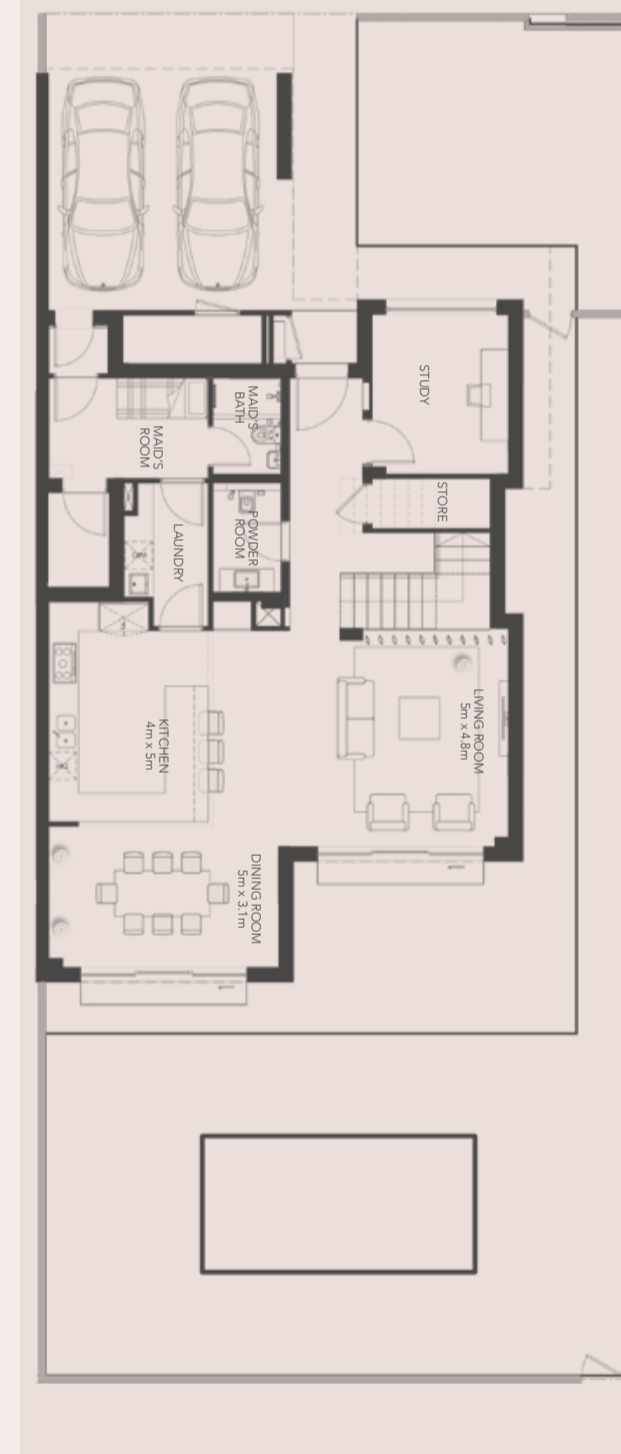 STUDY
MAID'S
BATH
MAID'S
ROOM
STORE
POWDER
ROOM
LAUNDRY
LIVING ROOM
5m x 4.8m
KITCHEN
4m x 5m
DINING ROOM
5m x 3.1m